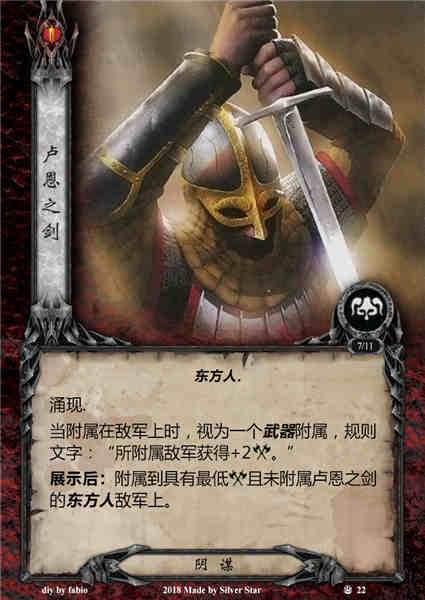 卢恩之剑
7/11
东方人.
涌现.
当附属在敌军上时，视为一个武器附属，规则
文字：“所附属敌军获得+2。”
展示后：附属到具有最低且未附属卢恩之剑
的东方人敌军上。
阴 谋
diy by fabio
2018 Made by Silver Star
22